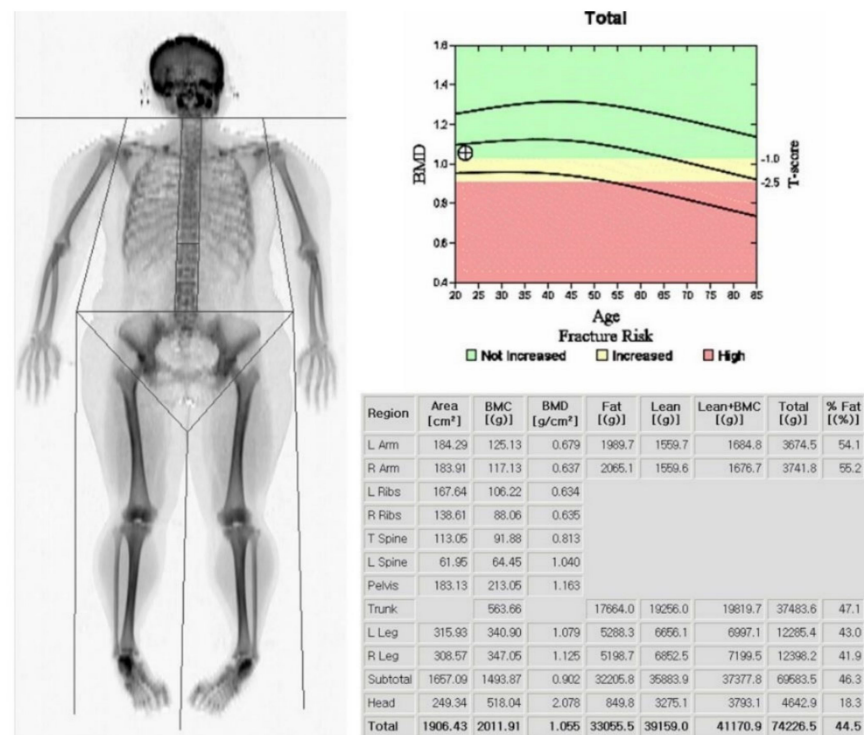 Total
1.6
1.4
1.2
1.0
0.8
0.6
0.4
BMD
-1.0
-2.5
T-score
20 25 30 35 40 45 50 55 60 65 70 75 80 85
Age
Fracture Risk
Not Increased Increased High
Region Area [cm²] BMC [(g)] BMD [g/cm²] Fat [(g)] Lean [(g)] Lean+BMC [(g)] Total [(g)] % Fat [(%)]
L Arm 184.29 125.13 0.679 1989.7 1559.7 1684.8 3674.5 54.1
R Arm 183.91 117.13 0.637 2065.1 1559.6 1676.7 3741.8 55.2
L Ribs 167.64 106.22 0.634
R Ribs 138.61 88.06 0.635
T Spine 113.05 91.88 0.813
L Spine 61.95 64.45 1.040
Pelvis 183.13 213.05 1.163
Trunk 563.66 17664.0 19256.0 19819.7 37483.6 47.1
L Leg 315.93 340.90 1.079 5288.3 6656.1 6997.1 12285.4 43.0
R Leg 308.57 347.05 1.125 5198.7 6852.5 7199.5 12398.2 41.9
Subtotal 1657.09 1493.87 0.902 32205.8 35883.9 37377.8 69583.5 46.3
Head 249.34 518.04 2.078 849.8 3275.1 3793.1 4642.9 18.3
Total 1906.43 2011.91 1.055 33055.5 39159.0 41170.9 74226.5 44.5